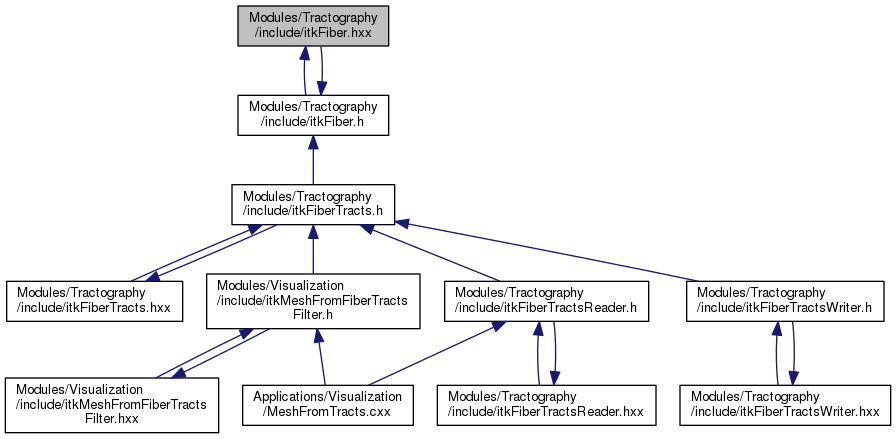 Modules/Tractography
/include/itkFiber.hxx
Modules/Tractography
/include/itkFiber.h
Modules/Tractography
/include/itkFiberTracts.h
Modules/Tractography
/include/itkFiberTracts.hxx
Modules/Visualization
/include/itkMeshFromFiberTracts
Filter.h
Modules/Tractography
/include/itkFiberTractsReader.h
Modules/Tractography
/include/itkFiberTractsWriter.h
Modules/Visualization
/include/itkMeshFromFiberTracts
Filter.hxx
Applications/Visualization
/MeshFromTracts.cxx
Modules/Tractography
/include/itkFiberTractsReader.hxx
Modules/Tractography
/include/itkFiberTractsWriter.hxx